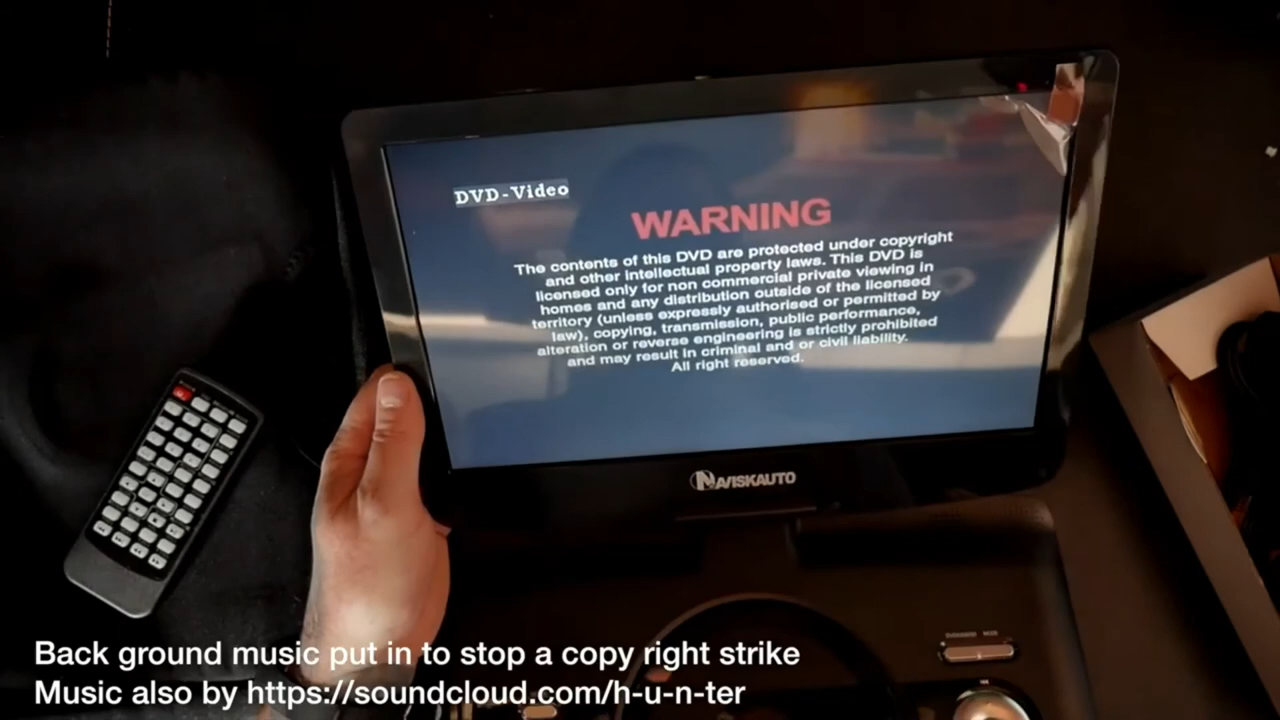 DVD-Video
WARNING
The contents of this DVD are protected under copyright
and other intellectual property laws. This DVD is
licensed only for non commercial private viewing in
homes and any distribution outside of the licensed
territory (unless expressly authorised or permitted by
law), copying, transmission, public performance,
alteration or reverse engineering is strictly prohibited
and may result in criminal and or civil liability.
All right reserved.
NAVISKAUTO
Back ground music put in to stop a copy right strike
Music also by https://soundcloud.com/h-u-n-ter